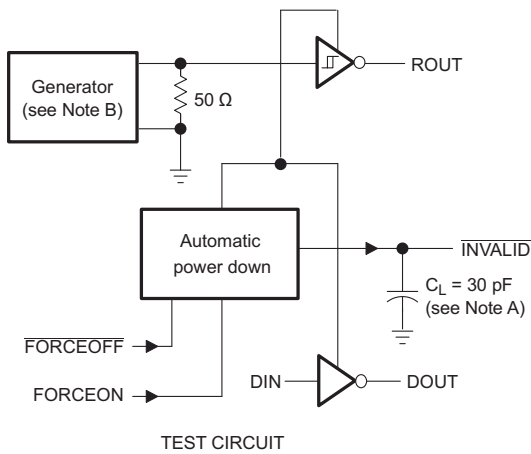 Generator
(see Note B)
50 Ω
ROUT
Automatic
power down
INVALID
C_L = 30 pF
(see Note A)
FORCEOFF
FORCEON
DIN
DOUT
TEST CIRCUIT